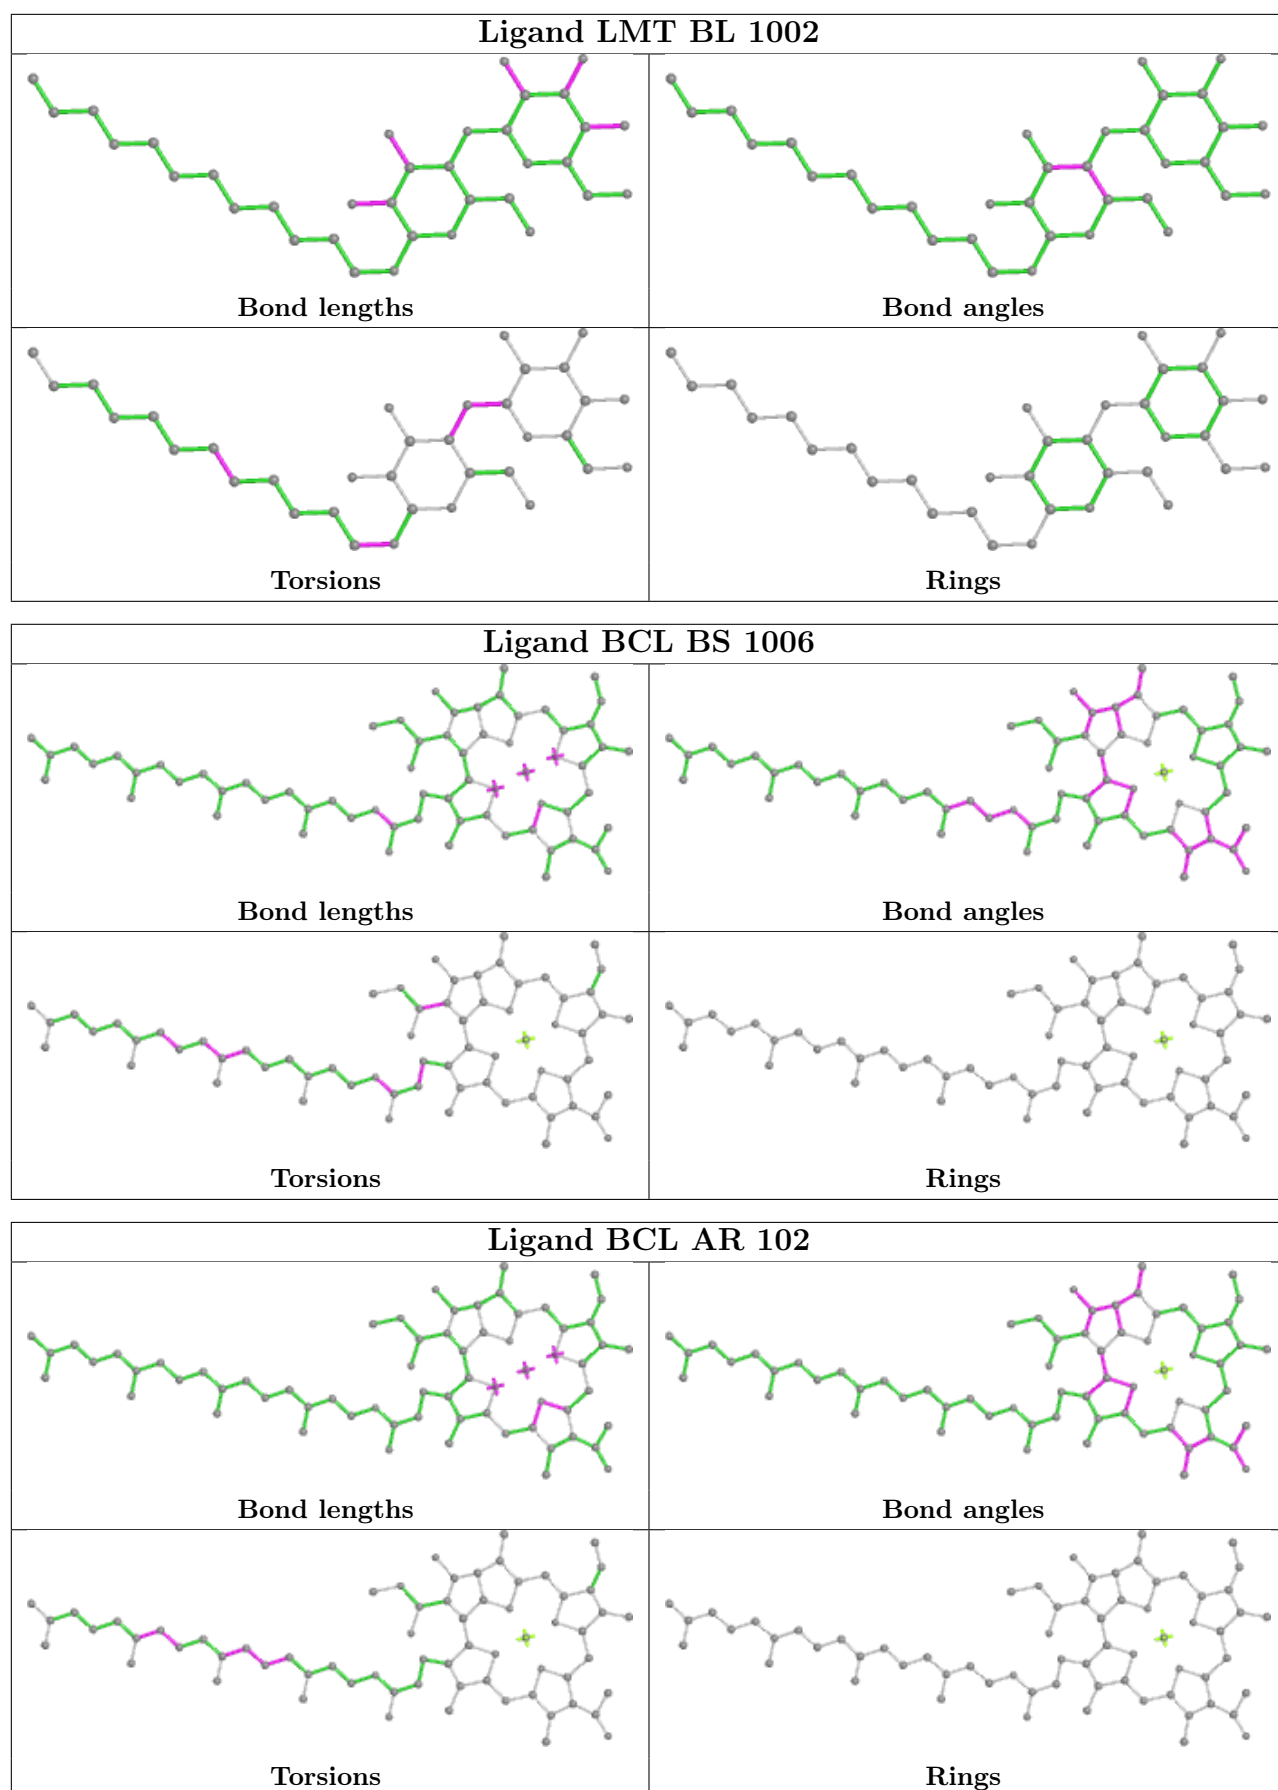 Ligand LMT BL 1002
Bond lengths
Bond angles
Torsions
Rings
Ligand BCL BS 1006
Bond lengths
Bond angles
Torsions
Rings
Ligand BCL AR 102
Bond lengths
Bond angles
Torsions
Rings